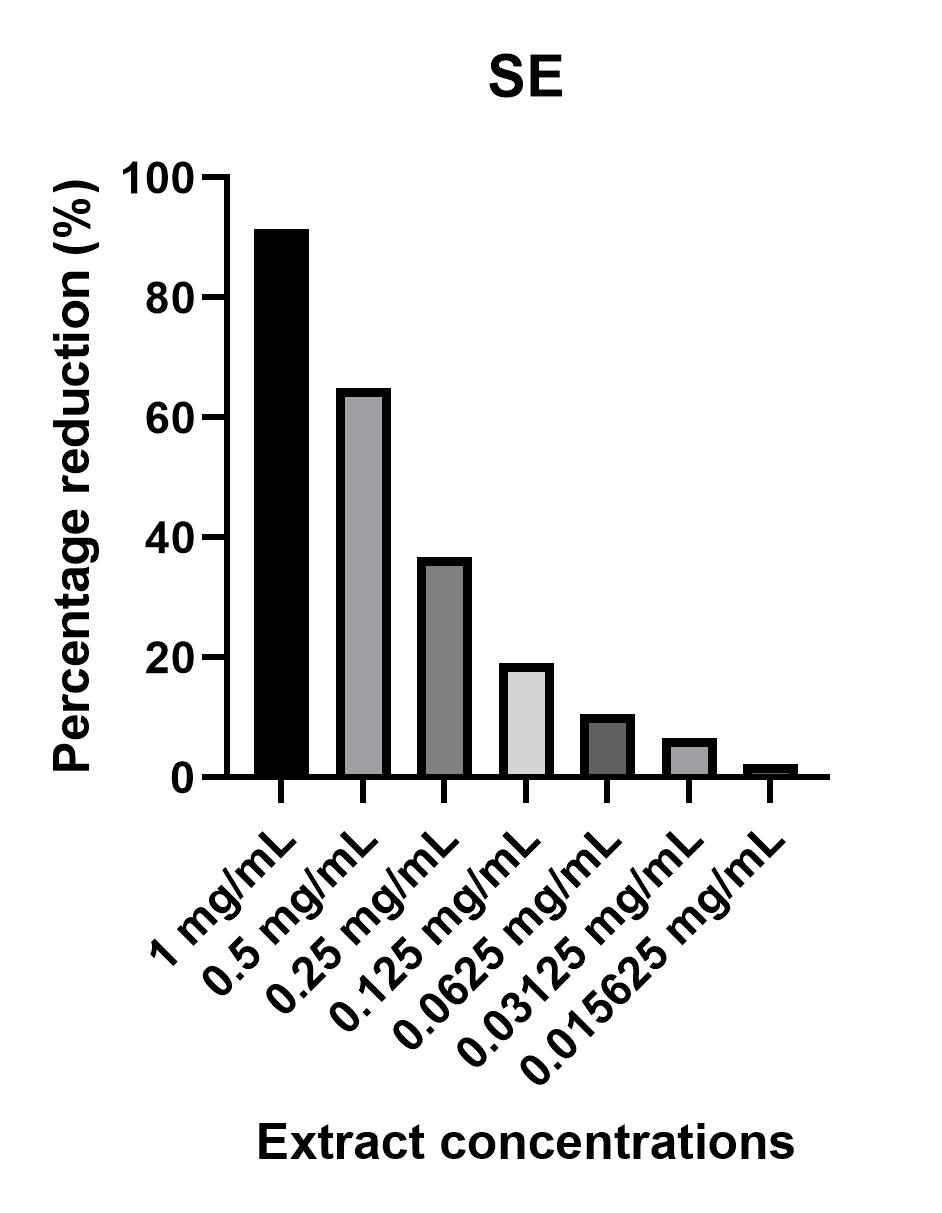 SE
Percentage reduction (%)
100
80
60
40
20
0
1 mg/mL
0.5 mg/mL
0.25 mg/mL
0.125 mg/mL
0.0625 mg/mL
0.03125 mg/mL
0.015625 mg/mL
Extract concentrations